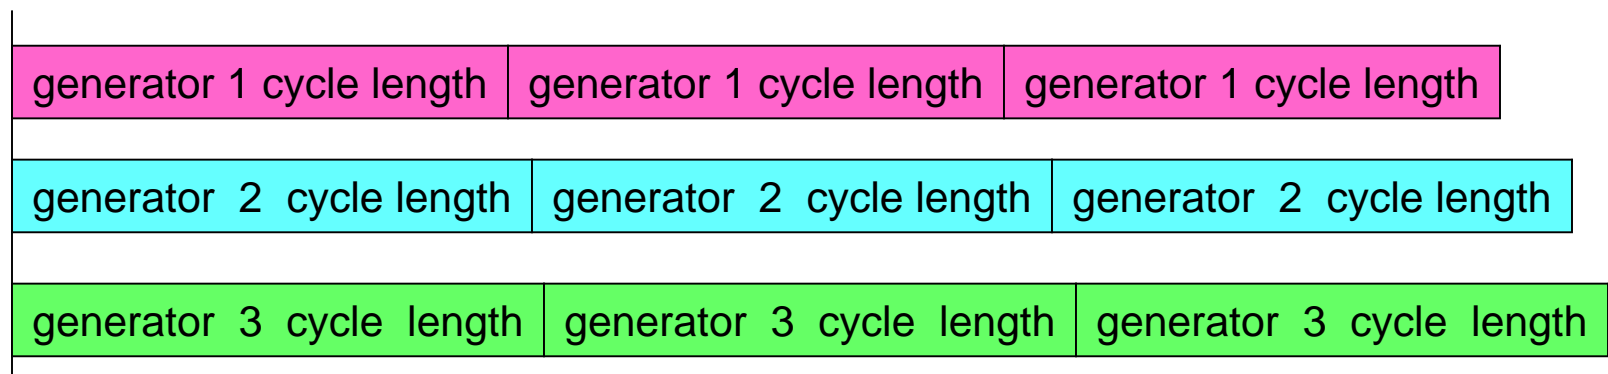 generator 1 cycle length generator 1 cycle length generator 1 cycle length
generator 2 cycle length generator 2 cycle length generator 2 cycle length
generator 3 cycle length generator 3 cycle length generator 3 cycle length